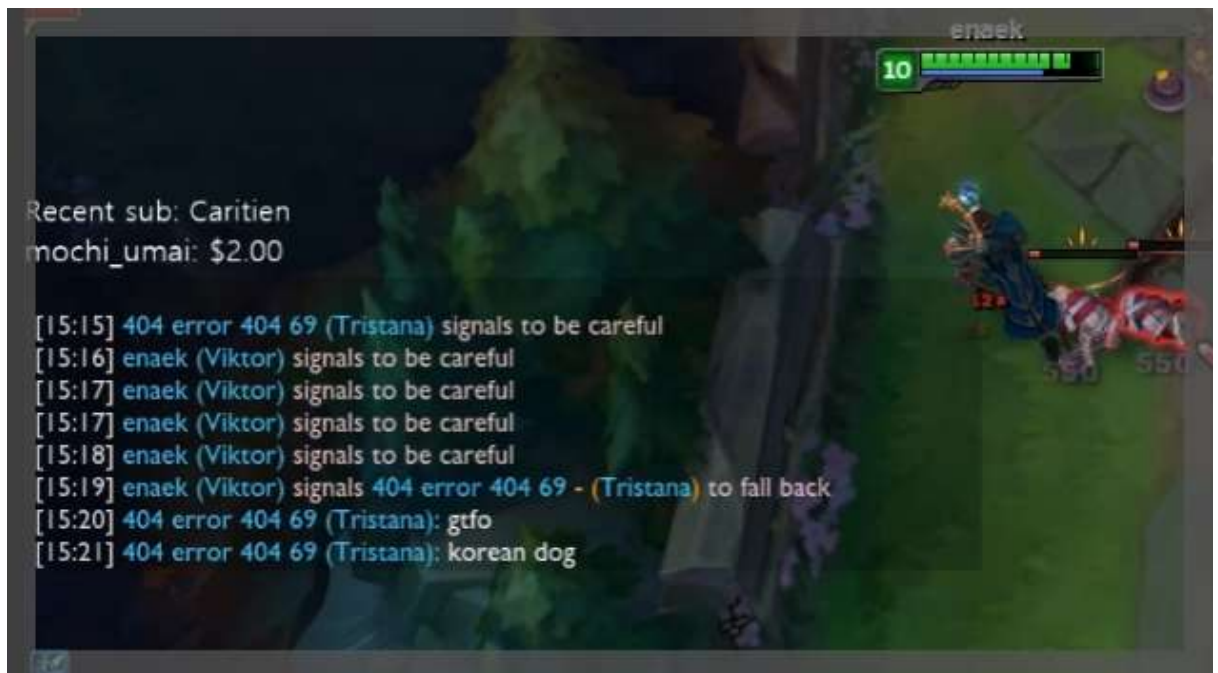 enaek
10
Recent sub: Caritien
mochi_umai: $2.00
[15:15] 404 error 404 69 (Tristana) signals to be careful
[15:16] enaek (Viktor) signals to be careful
[15:17] enaek (Viktor) signals to be careful
[15:17] enaek (Viktor) signals to be careful
[15:18] enaek (Viktor) signals to be careful
[15:19] enaek (Viktor) signals 404 error 404 69 - (Tristana) to fall back
[15:20] 404 error 404 69 (Tristana): gtfo
[15:21] 404 error 404 69 (Tristana): korean dog
550 550